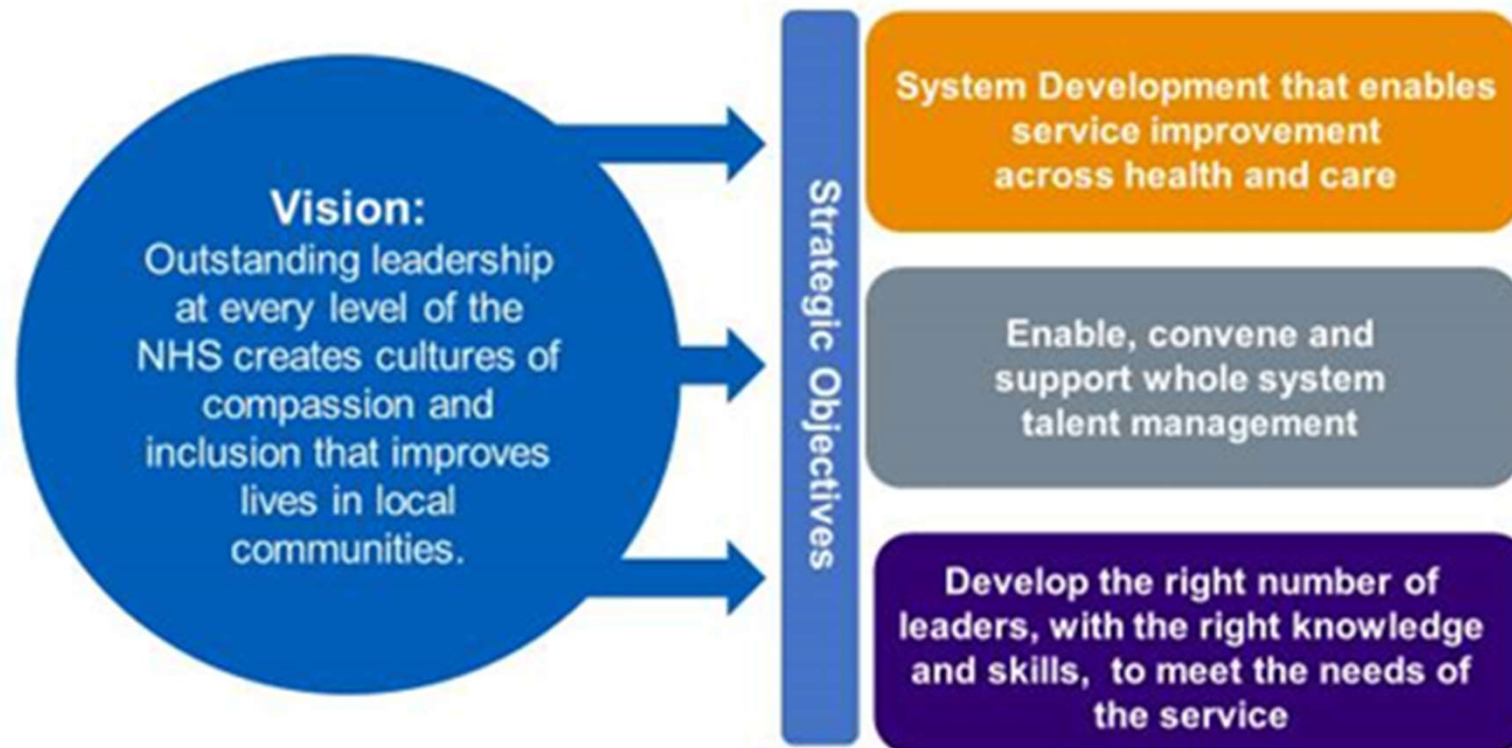 Vision:
Outstanding leadership
at every level of the
NHS creates cultures of
compassion and
inclusion that improves
lives in local
communities.
Strategic Objectives
System Development that enables
service improvement
across health and care
Enable, convene and
support whole system
talent management
Develop the right number of
leaders, with the right knowledge
and skills,  to meet the needs of
the service